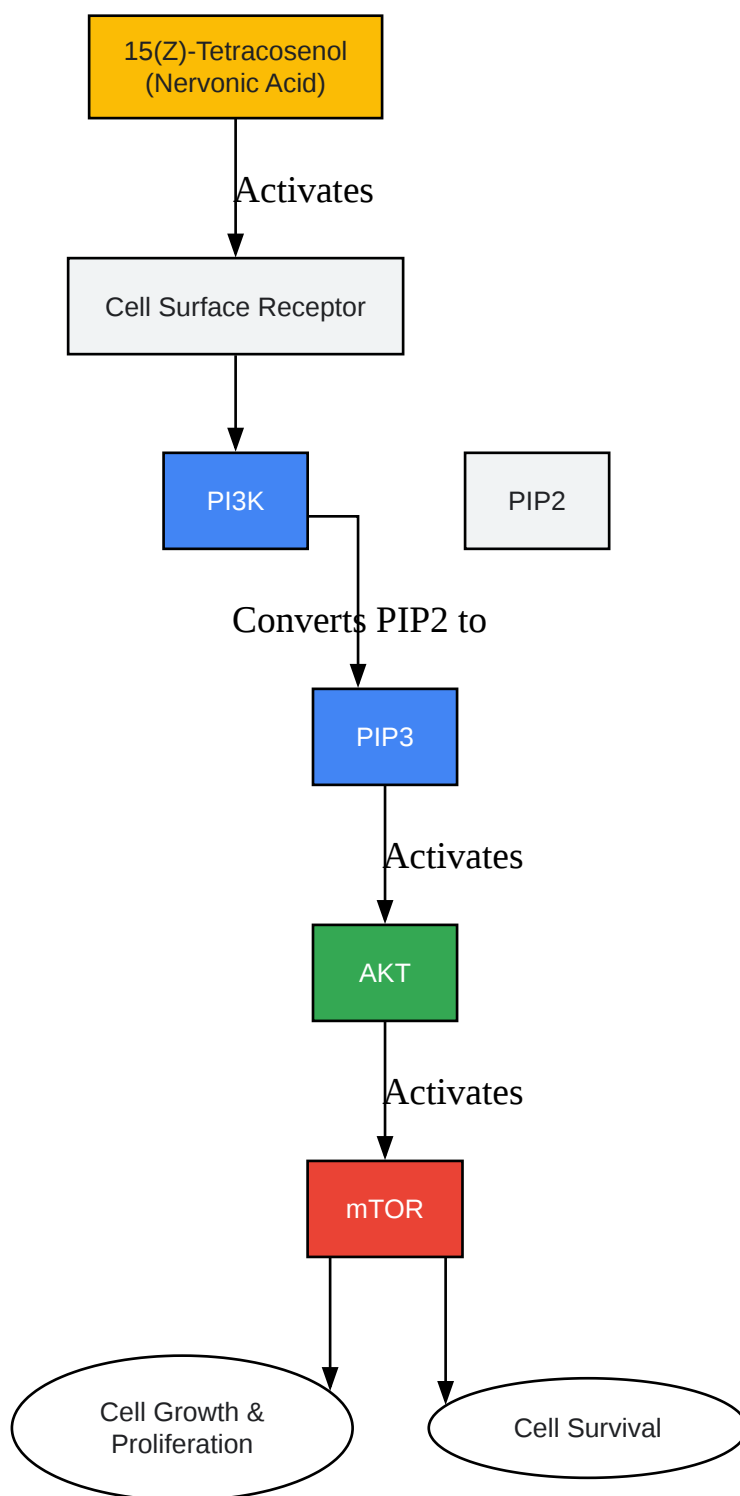 15(Z)-Tetracosenol
(Nervonic Acid)
Activates
Cell Surface Receptor
PI3K
PIP2
Converts PIP2 to
PIP3
Activates
AKT
Activates
mTOR
Cell Growth &
Proliferation
Cell Survival